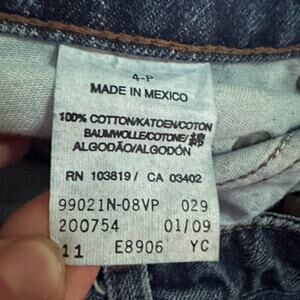 4-P
MADE IN MEXICO
100% COTTON/KATOEN/COTON
BAUMWOLLE/COTONE/綿
ALGODÃO/ALGODÓN
RN 103819/ CA 03402
99021N-08VP 029
200754 01/09
11 E8906 YC